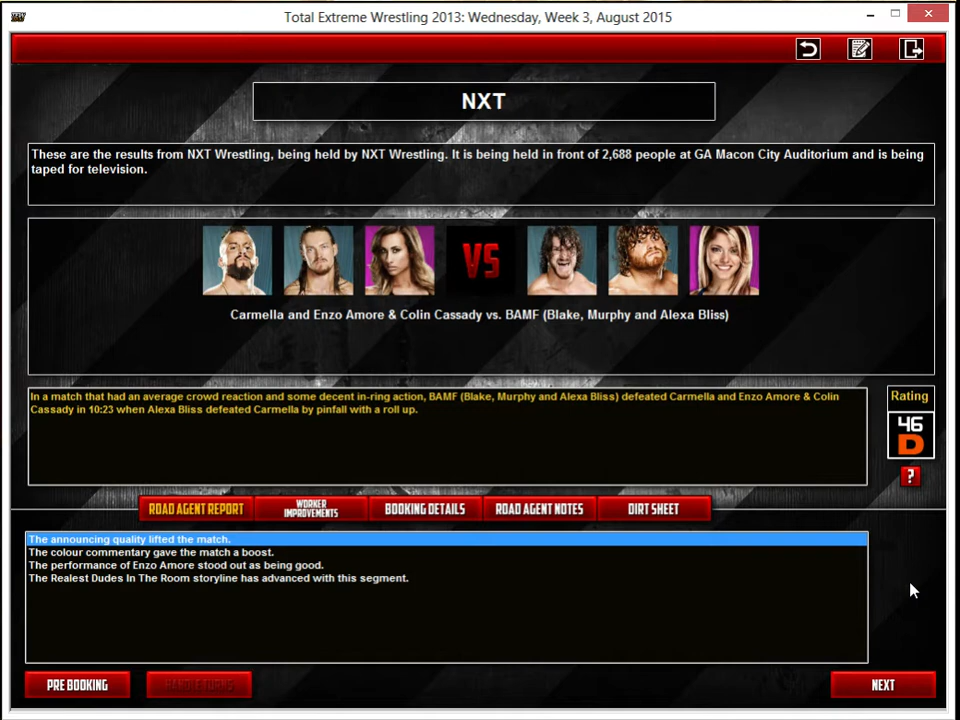 Total Extreme Wrestling 2013: Wednesday, Week 3, August 2015
NXT
These are the results from NXT Wrestling, being held by NXT Wrestling. It is being held in front of 2,688 people at GA Macon City Auditorium and is being
taped for television.
VS
Carmella and Enzo Amore & Colin Cassady vs. BAMF (Blake, Murphy and Alexa Bliss)
In a match that had an average crowd reaction and some decent in-ring action, BAMF (Blake, Murphy and Alexa Bliss) defeated Carmella and Enzo Amore & Colin
Cassady in 10:23 when Alexa Bliss defeated Carmella by pinfall with a roll up.
Rating
46
D
?
ROAD AGENT REPORT
WORKER
IMPROVEMENTS
BOOKING DETAILS
ROAD AGENT NOTES
DIRT SHEET
The announcing quality lifted the match.
The colour commentary gave the match a boost.
The performance of Enzo Amore stood out as being good.
The Realest Dudes In The Room storyline has advanced with this segment.
PRE BOOKING
HANDLE TURNS
NEXT